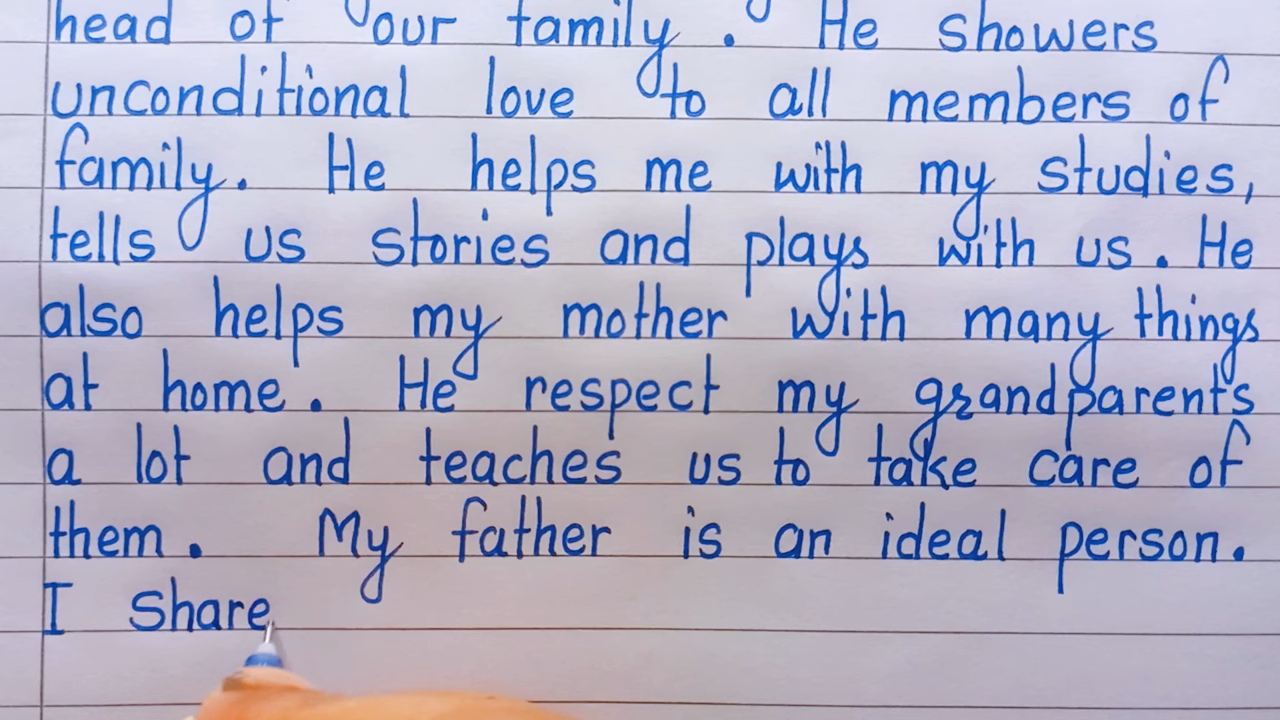 head of our family. He showers
unconditional love to all members of
family. He helps me with my studies,
tells us stories and plays with us. He
also helps my mother with many things
at home. He respect my grandparents
a lot and teaches us to take care of
them. My father is an ideal person.
I Share